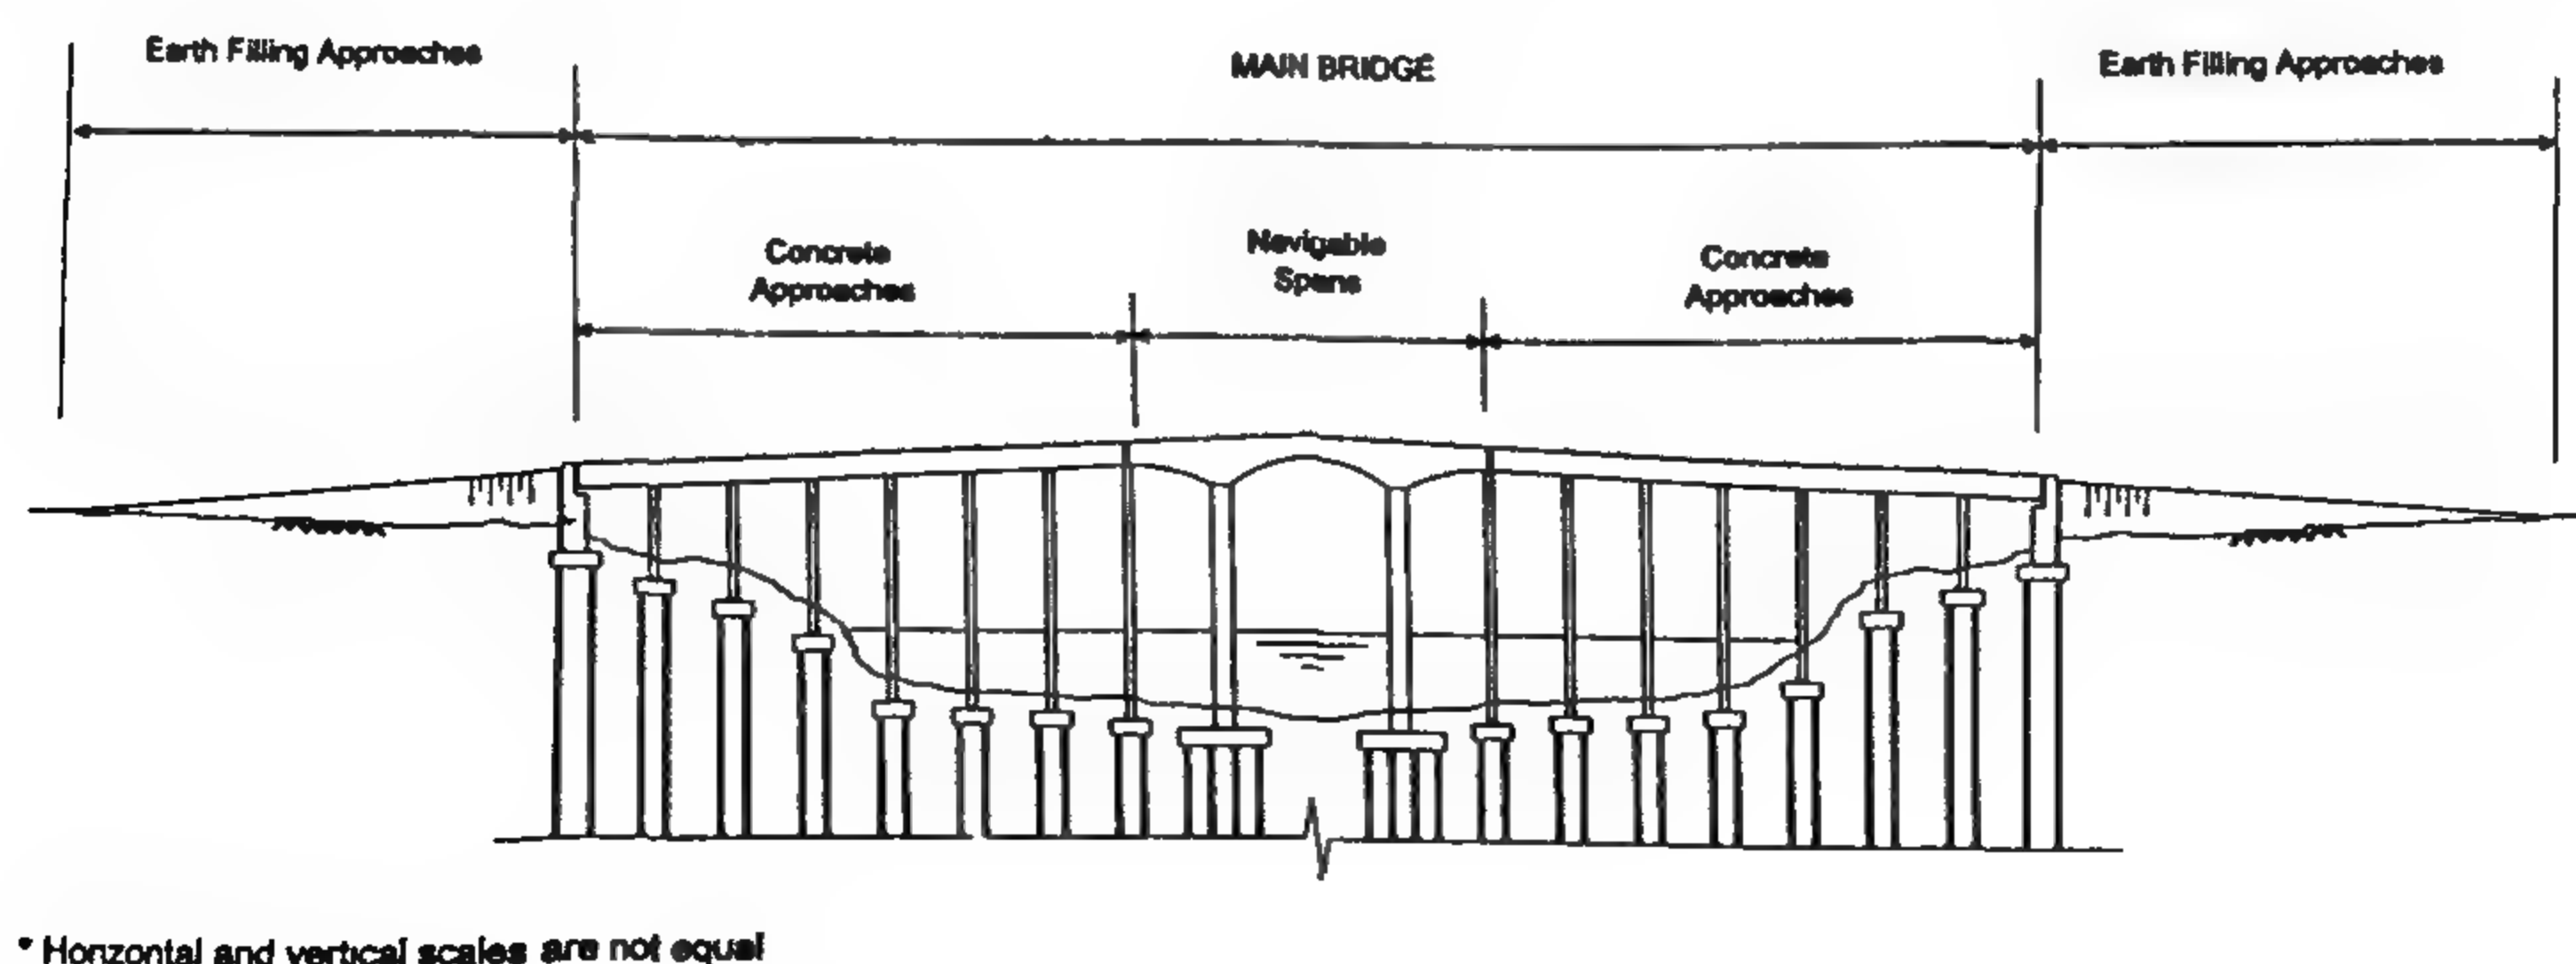 Earth Filling Approaches
MAIN BRIDGE
Earth Filling Approaches
Concrete
Approaches
Navigable
Spans
Concrete
Approaches
* Horizontal and vertical scales are not equal